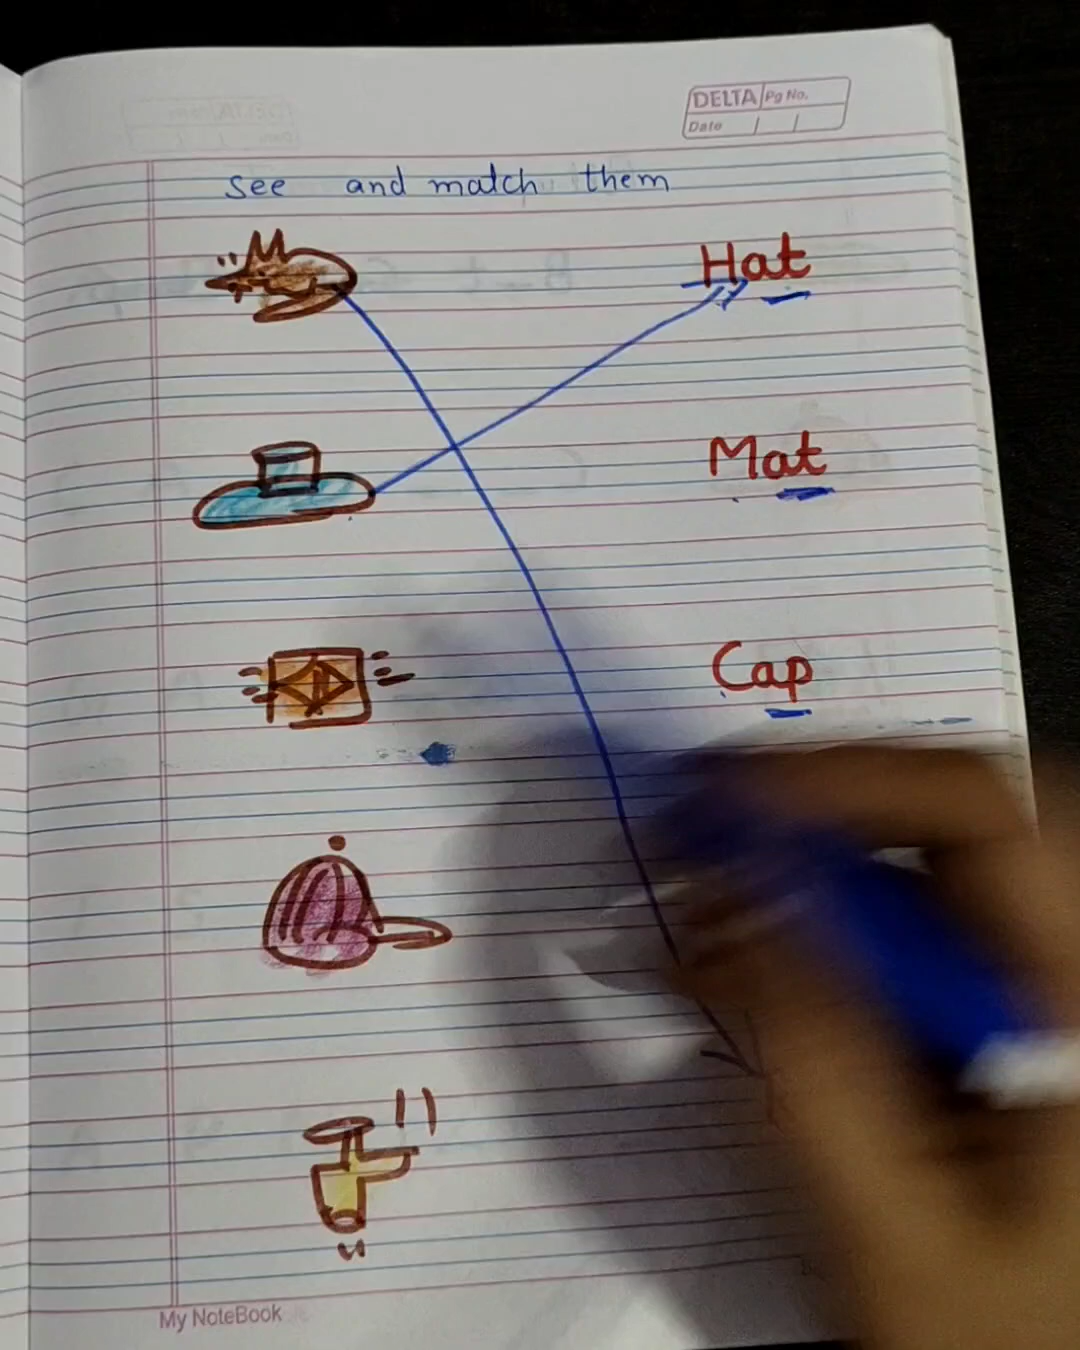 DELTA Pg No.
Date / /
see and match them
Hat
Mat
Cap
My NoteBook